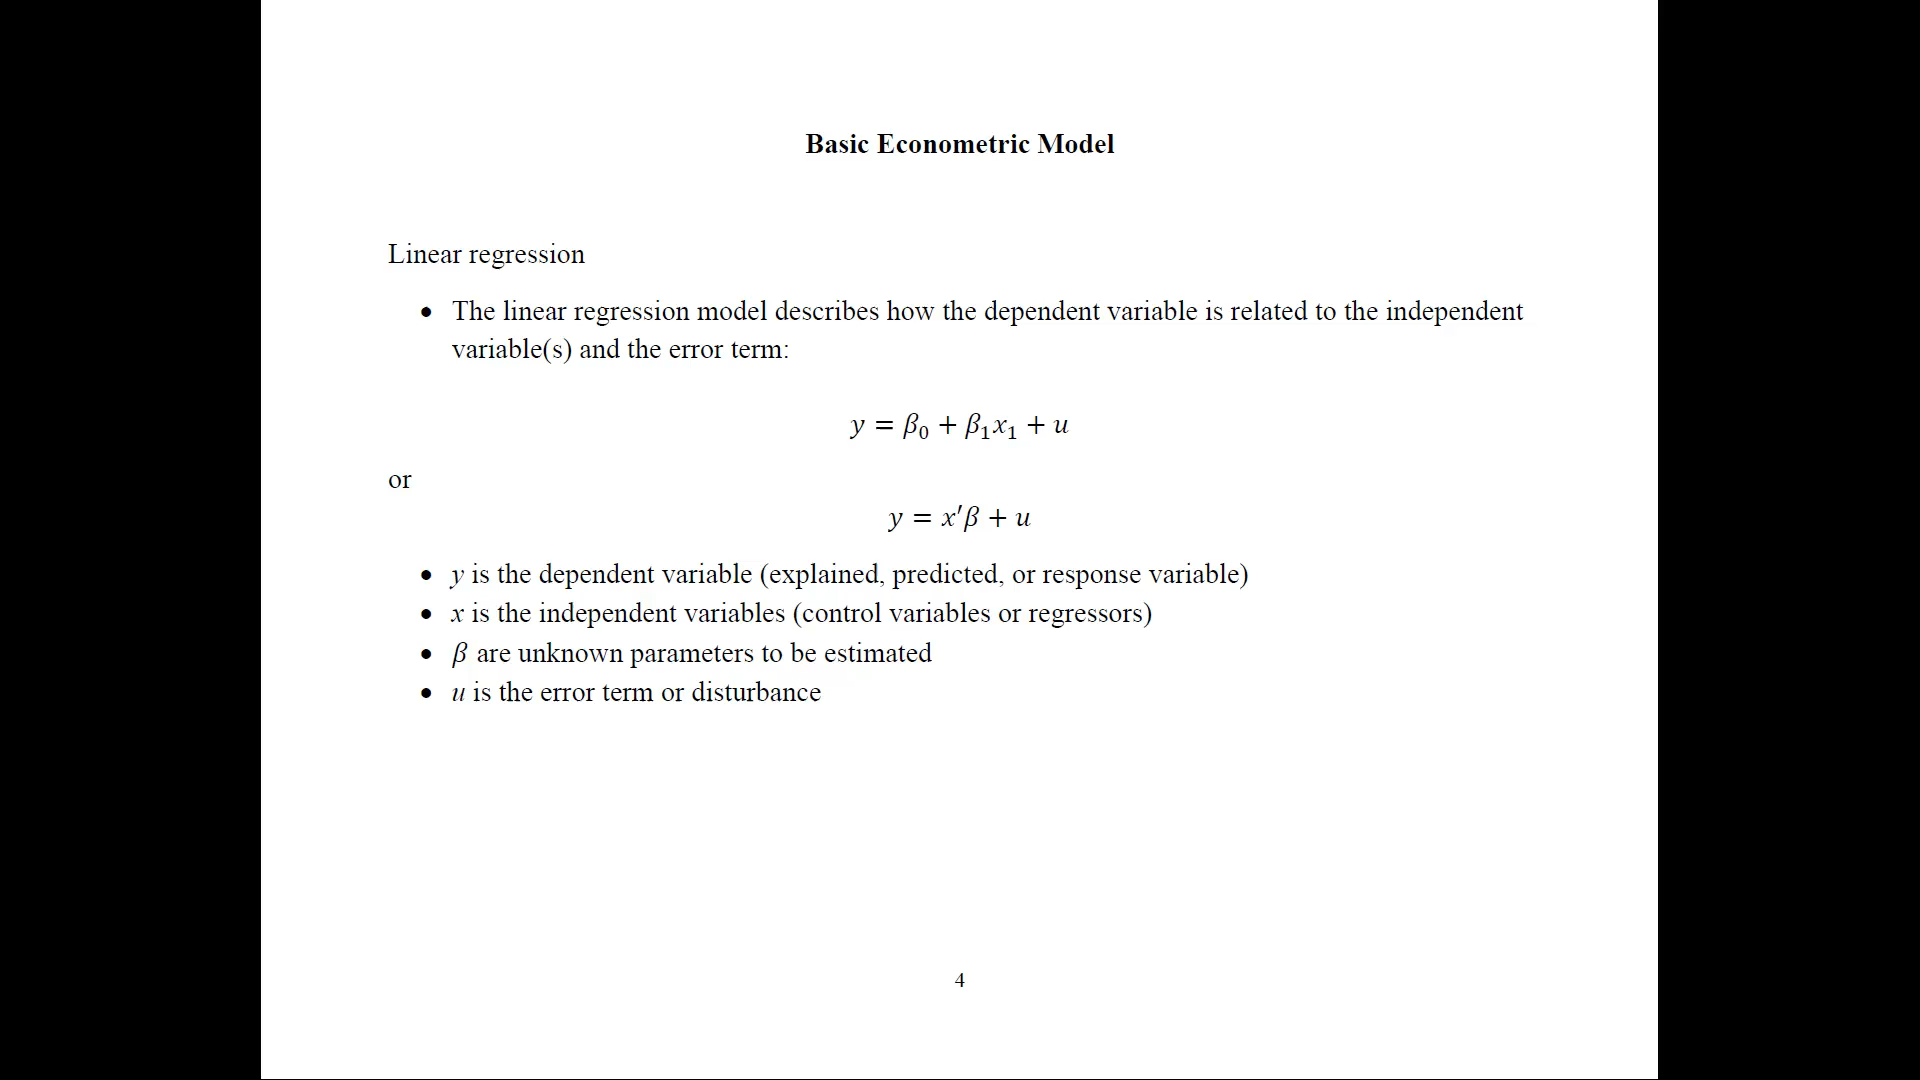 Basic Econometric Model
Linear regression
• The linear regression model describes how the dependent variable is related to the independent
variable(s) and the error term:
y = β₀ + β₁x₁ + u
or
y = x′β + u
• y is the dependent variable (explained, predicted, or response variable)
• x is the independent variables (control variables or regressors)
• β are unknown parameters to be estimated
• u is the error term or disturbance
4